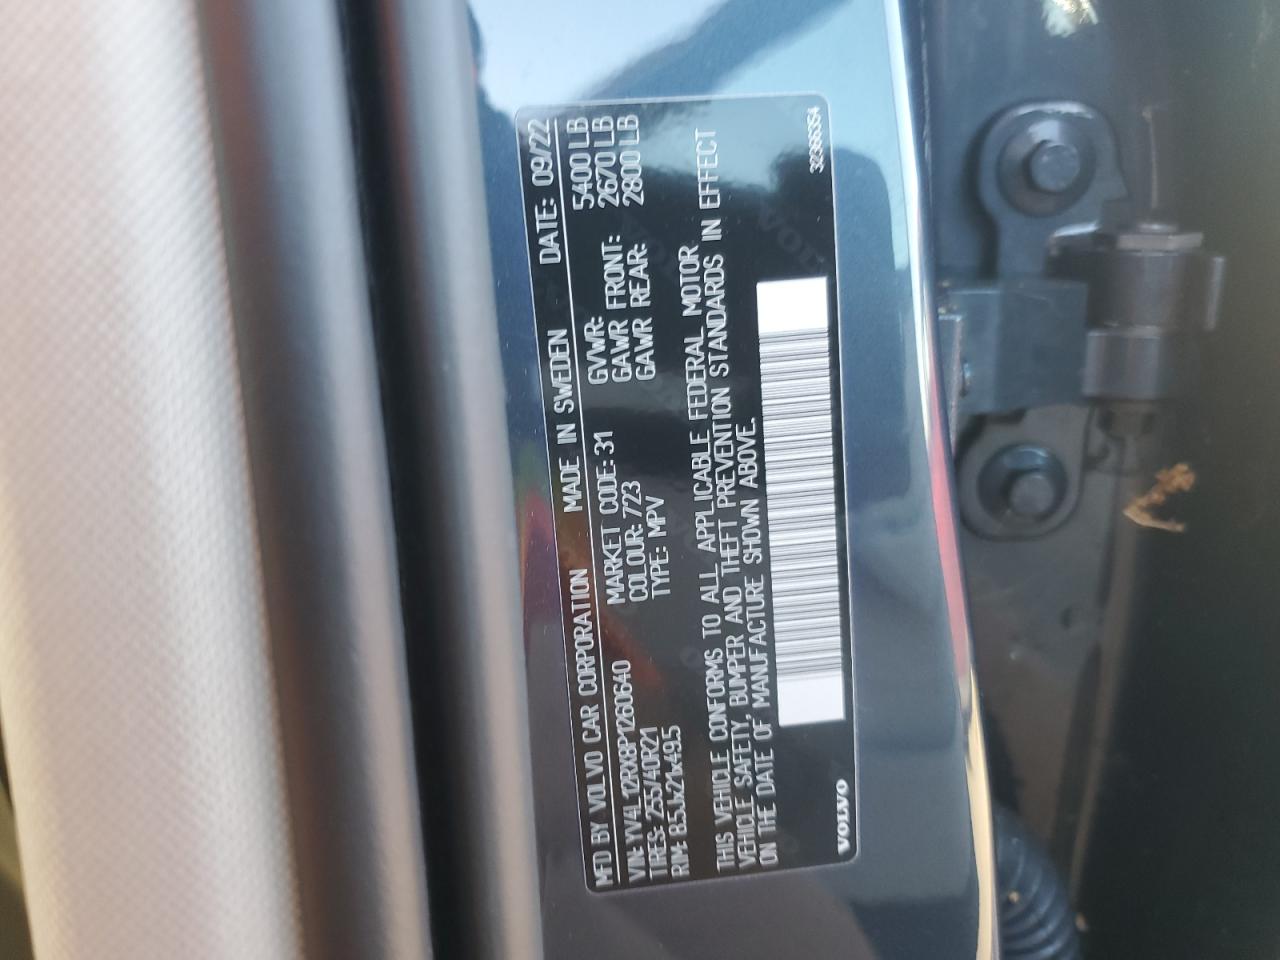 MFD BY VOLVO CAR CORPORATION MADE IN SWEDEN DATE: 09/22
VIN: YV4L12RX8P1260640 MARKET CODE: 31 GVWR: 5400 LB
TIRES: 255/40R21 COLOUR: 723 GAWR FRONT: 2670 LB
RIM: 8.5Jx21x49.5 TYPE: MPV GAWR REAR: 2800 LB
THIS VEHICLE CONFORMS TO ALL APPLICABLE FEDERAL MOTOR
VEHICLE SAFETY, BUMPER AND THEFT PREVENTION STANDARDS IN EFFECT
ON THE DATE OF MANUFACTURE SHOWN ABOVE.
VOLVO 32366354